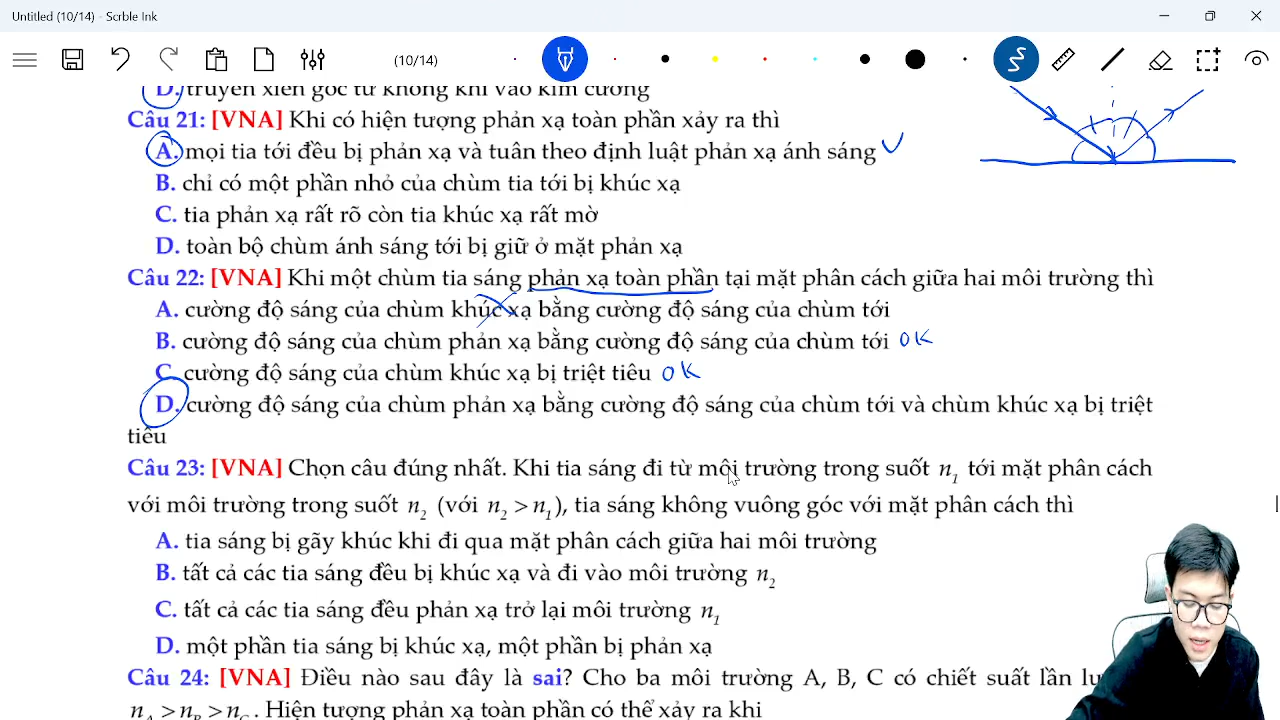 Untitled (10/14) - Scrble Ink
(10/14)
D. truyền xiên góc từ không khí vào kim cương
Câu 21: [VNA] Khi có hiện tượng phản xạ toàn phần xảy ra thì
A. mọi tia tới đều bị phản xạ và tuân theo định luật phản xạ ánh sáng
B. chỉ có một phần nhỏ của chùm tia tới bị khúc xạ
C. tia phản xạ rất rõ còn tia khúc xạ rất mờ
D. toàn bộ chùm ánh sáng tới bị giữ ở mặt phản xạ
Câu 22: [VNA] Khi một chùm tia sáng phản xạ toàn phần tại mặt phân cách giữa hai môi trường thì
A. cường độ sáng của chùm khúc xạ bằng cường độ sáng của chùm tới
B. cường độ sáng của chùm phản xạ bằng cường độ sáng của chùm tới OK
C. cường độ sáng của chùm khúc xạ bị triệt tiêu OK
D. cường độ sáng của chùm phản xạ bằng cường độ sáng của chùm tới và chùm khúc xạ bị triệt
tiêu
Câu 23: [VNA] Chọn câu đúng nhất. Khi tia sáng đi từ môi trường trong suốt n₁ tới mặt phân cách
với môi trường trong suốt n₂ (với n₂ > n₁), tia sáng không vuông góc với mặt phân cách thì
A. tia sáng bị gãy khúc khi đi qua mặt phân cách giữa hai môi trường
B. tất cả các tia sáng đều bị khúc xạ và đi vào môi trường n₂
C. tất cả các tia sáng đều phản xạ trở lại môi trường n₁
D. một phần tia sáng bị khúc xạ, một phần bị phản xạ
Câu 24: [VNA] Điều nào sau đây là sai? Cho ba môi trường A, B, C có chiết suất lần
n_A > n_B > n_C. Hiện tượng phản xạ toàn phần có thể xảy ra khi